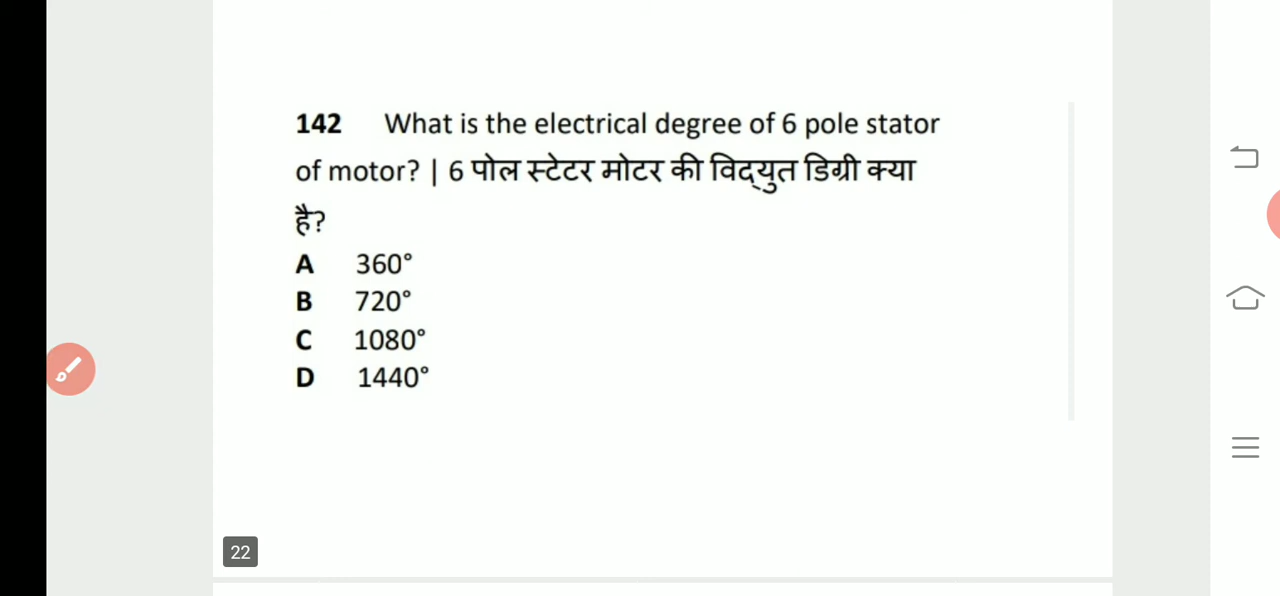 142 What is the electrical degree of 6 pole stator
of motor? | 6 पोल स्टेटर मोटर की विद्युत डिग्री क्या
है?
A 360°
B 720°
C 1080°
D 1440°
22